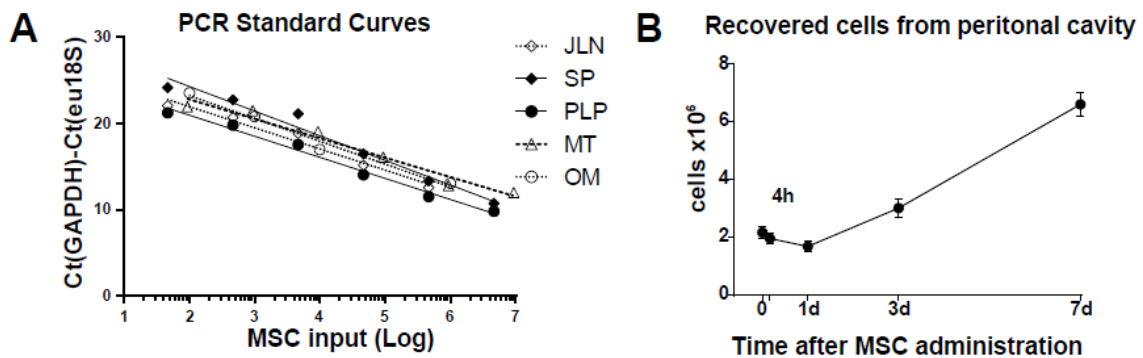 A
PCR Standard Curves
Ct(GAPDH)-Ct(eu18S)
30
20
10
0
1 2 3 4 5 6 7
MSC input (Log)
JLN
SP
PLP
MT
OM
B
Recovered cells from peritonal cavity
cells x10⁶
8
6
4
2
0
4h
0 1d 3d 7d
Time after MSC administration